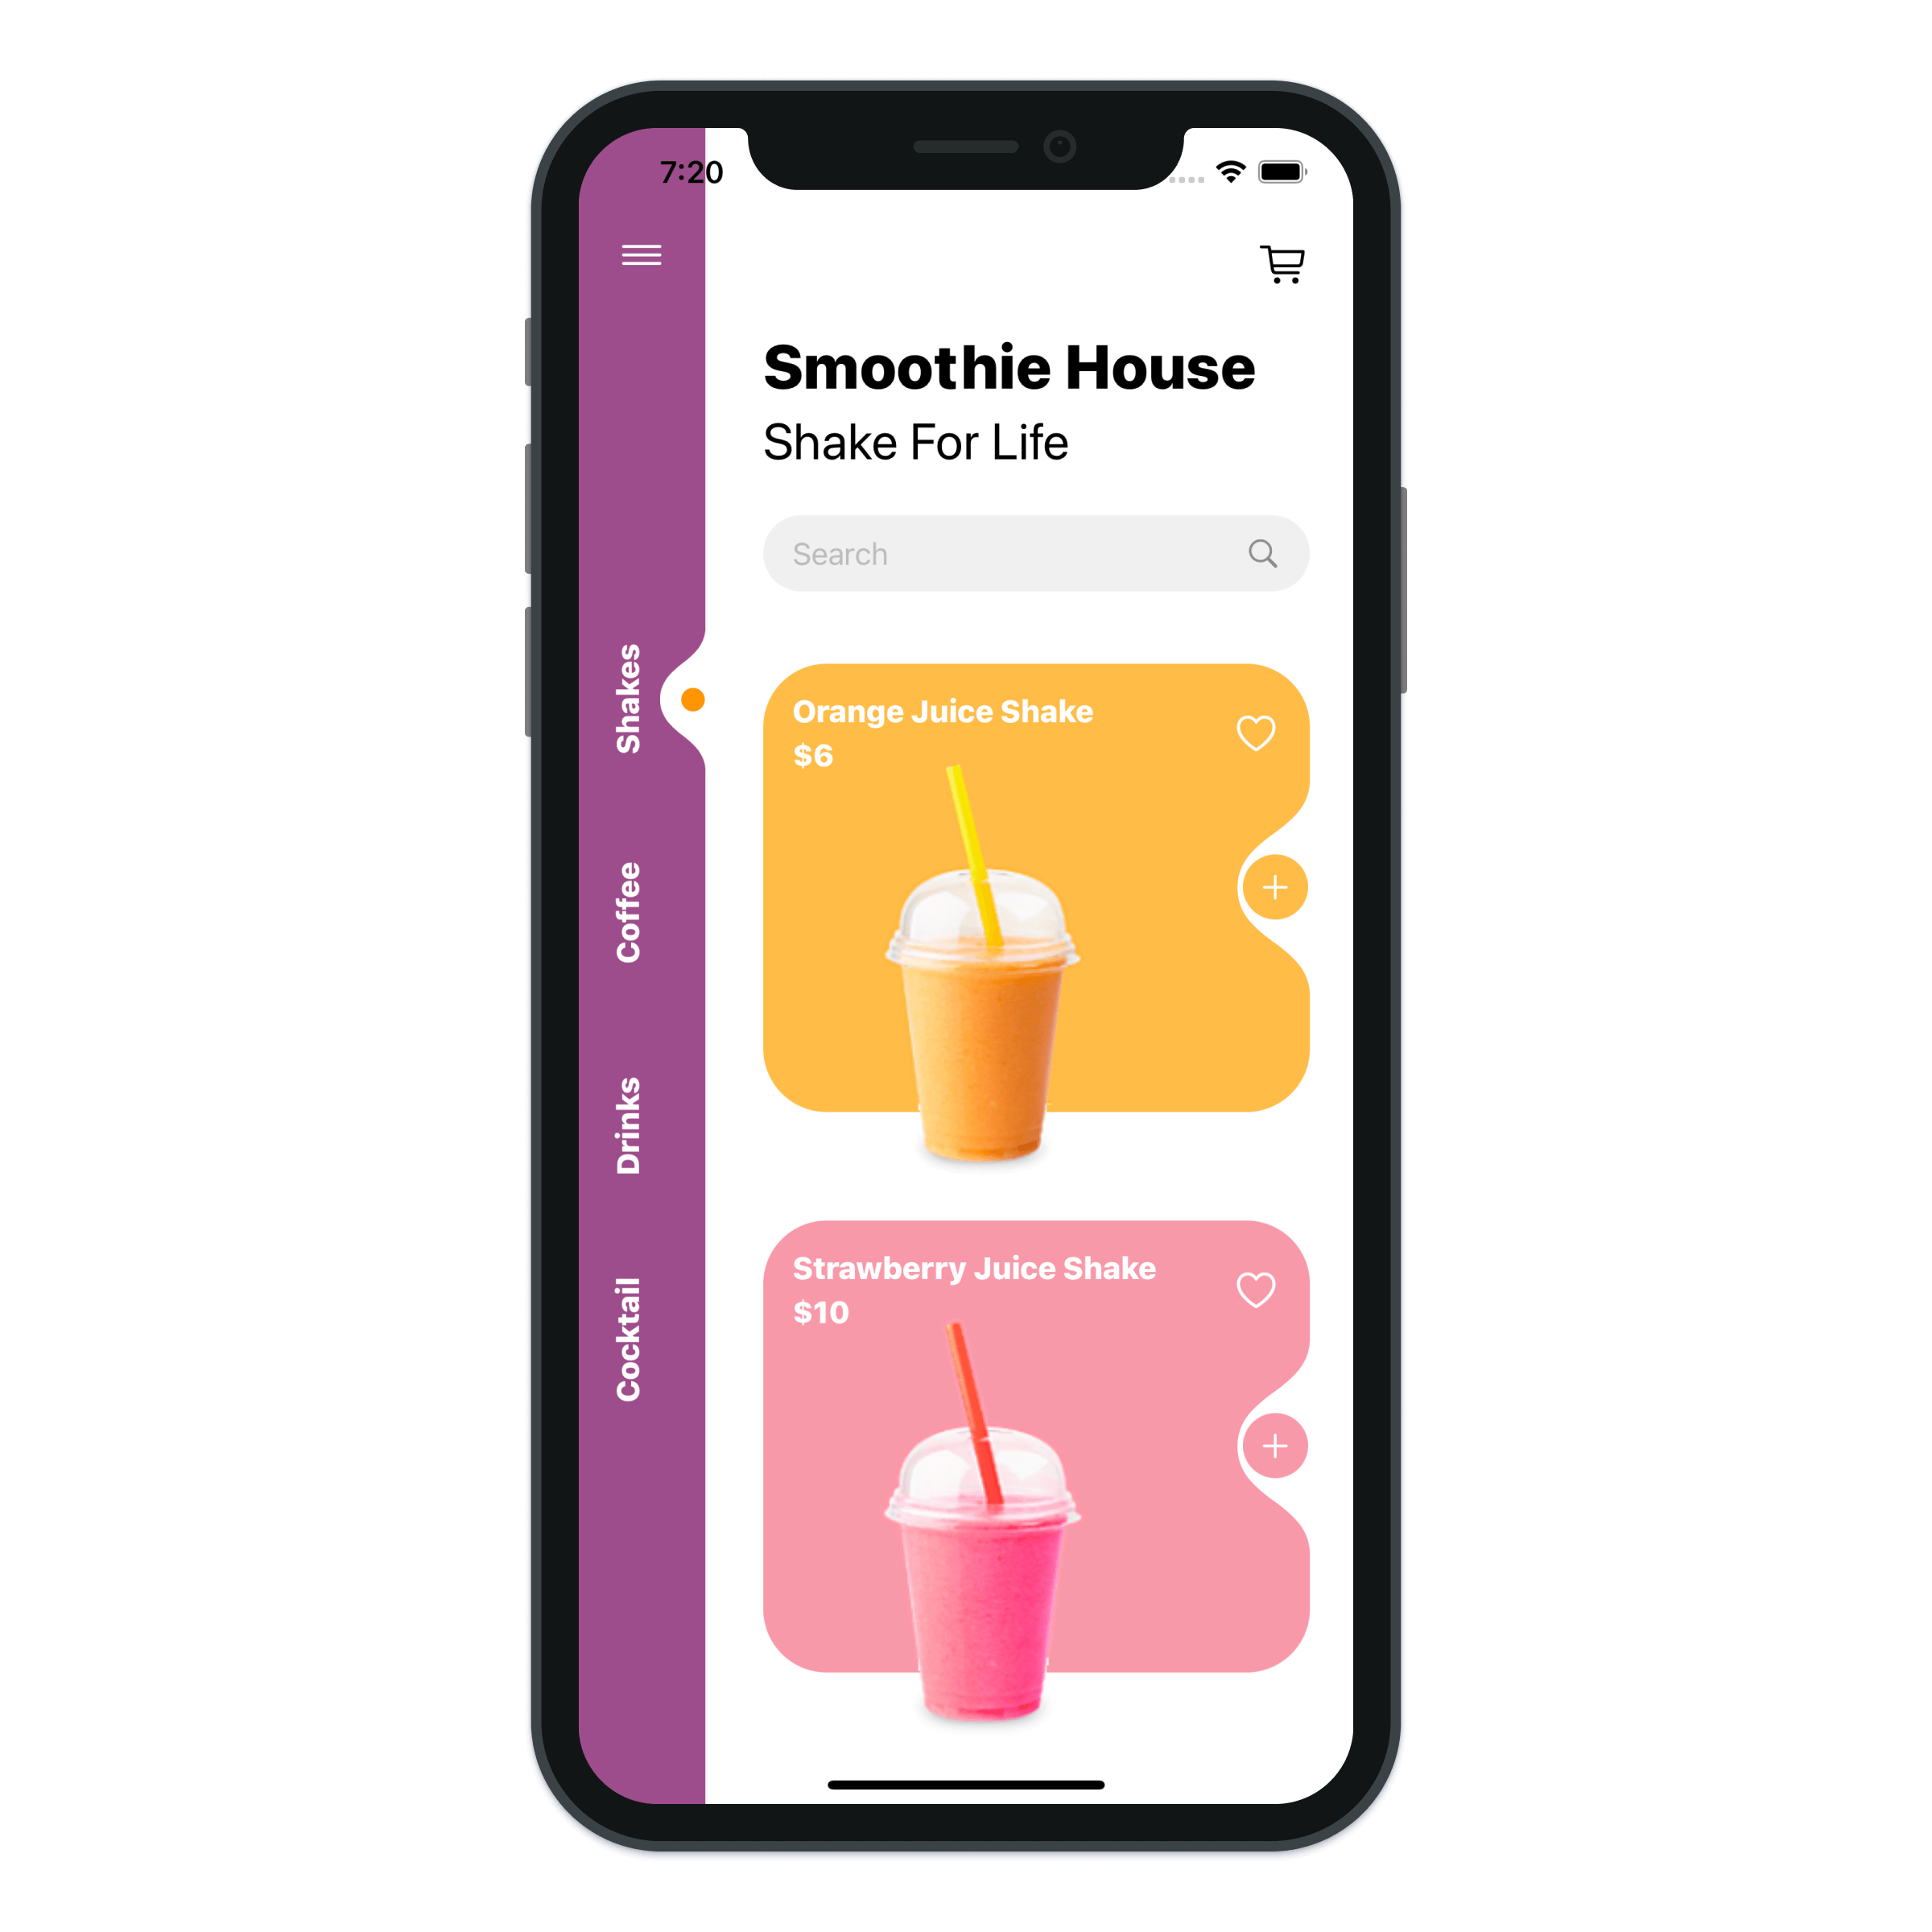 7:20
Smoothie House
Shake For Life
Search
Shakes
Coffee
Drinks
Cocktail
Orange Juice Shake
$6
Strawberry Juice Shake
$10